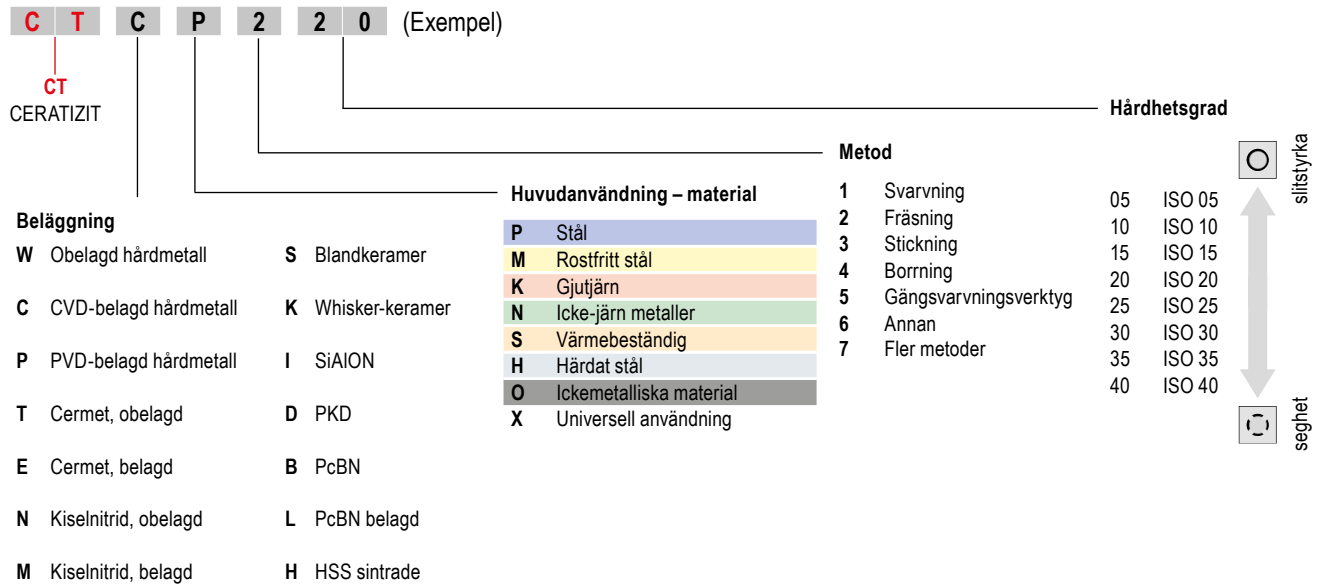 C T C P 2 2 0 (Exempel)
CT
CERATIZIT
Hårdhetsgrad
Metod
Huvudanvändning – material
Beläggning
W Obelagd hårdmetall
C CVD-belagd hårdmetall
P PVD-belagd hårdmetall
T Cermet, obelagd
E Cermet, belagd
N Kiselnitrid, obelagd
M Kiselnitrid, belagd
S Blandkeramer
K Whisker-keramer
I SiAlON
D PKD
B PcBN
L PcBN belagd
H HSS sintrade
P Stål
M Rostfritt stål
K Gjutjärn
N Icke-järn metaller
S Värmebeständig
H Härdat stål
O Ickemetalliska material
X Universell användning
1 Svarvning
2 Fräsning
3 Stickning
4 Borrning
5 Gängsvarvningsverktyg
6 Annan
7 Fler metoder
05 ISO 05
10 ISO 10
15 ISO 15
20 ISO 20
25 ISO 25
30 ISO 30
35 ISO 35
40 ISO 40
slitstyrka
seghet